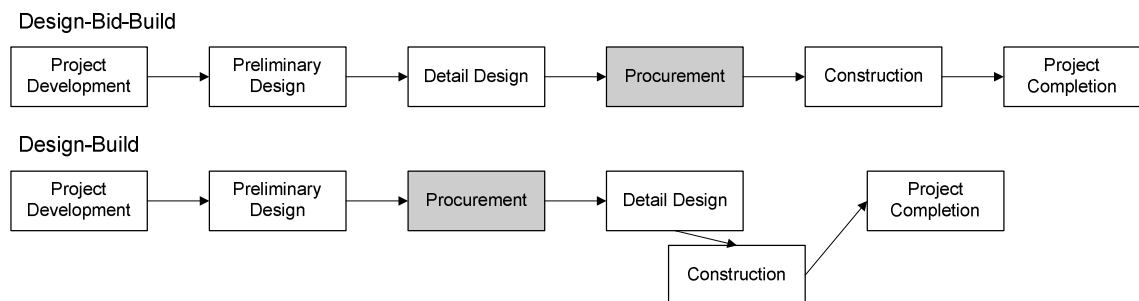 Design-Bid-Build
Project
Development
Preliminary
Design
Detail Design
Procurement
Construction
Project
Completion
Design-Build
Project
Development
Preliminary
Design
Procurement
Detail Design
Construction
Project
Completion